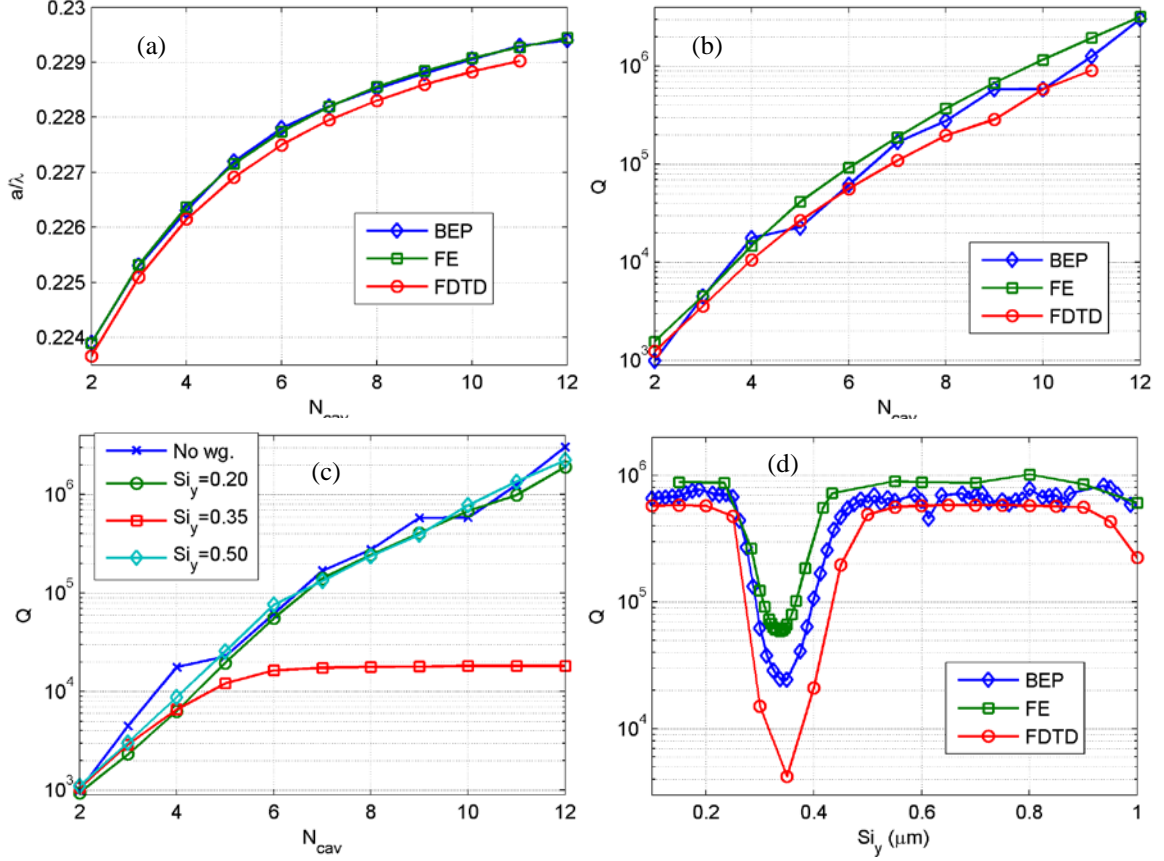 (a)
0.23
0.229
0.228
0.227
0.226
0.225
0.224
a/λ
2 4 6 8 10 12
N_cav
BEP
FE
FDTD
(b)
10^6
10^5
10^4
10^3
Q
2 4 6 8 10 12
N_cav
BEP
FE
FDTD
(c)
No wg.
Si_y=0.20
Si_y=0.35
Si_y=0.50
10^6
10^5
10^4
10^3
Q
2 4 6 8 10 12
N_cav
(d)
10^6
10^5
10^4
Q
0.2 0.4 0.6 0.8 1
Si_y (μm)
BEP
FE
FDTD